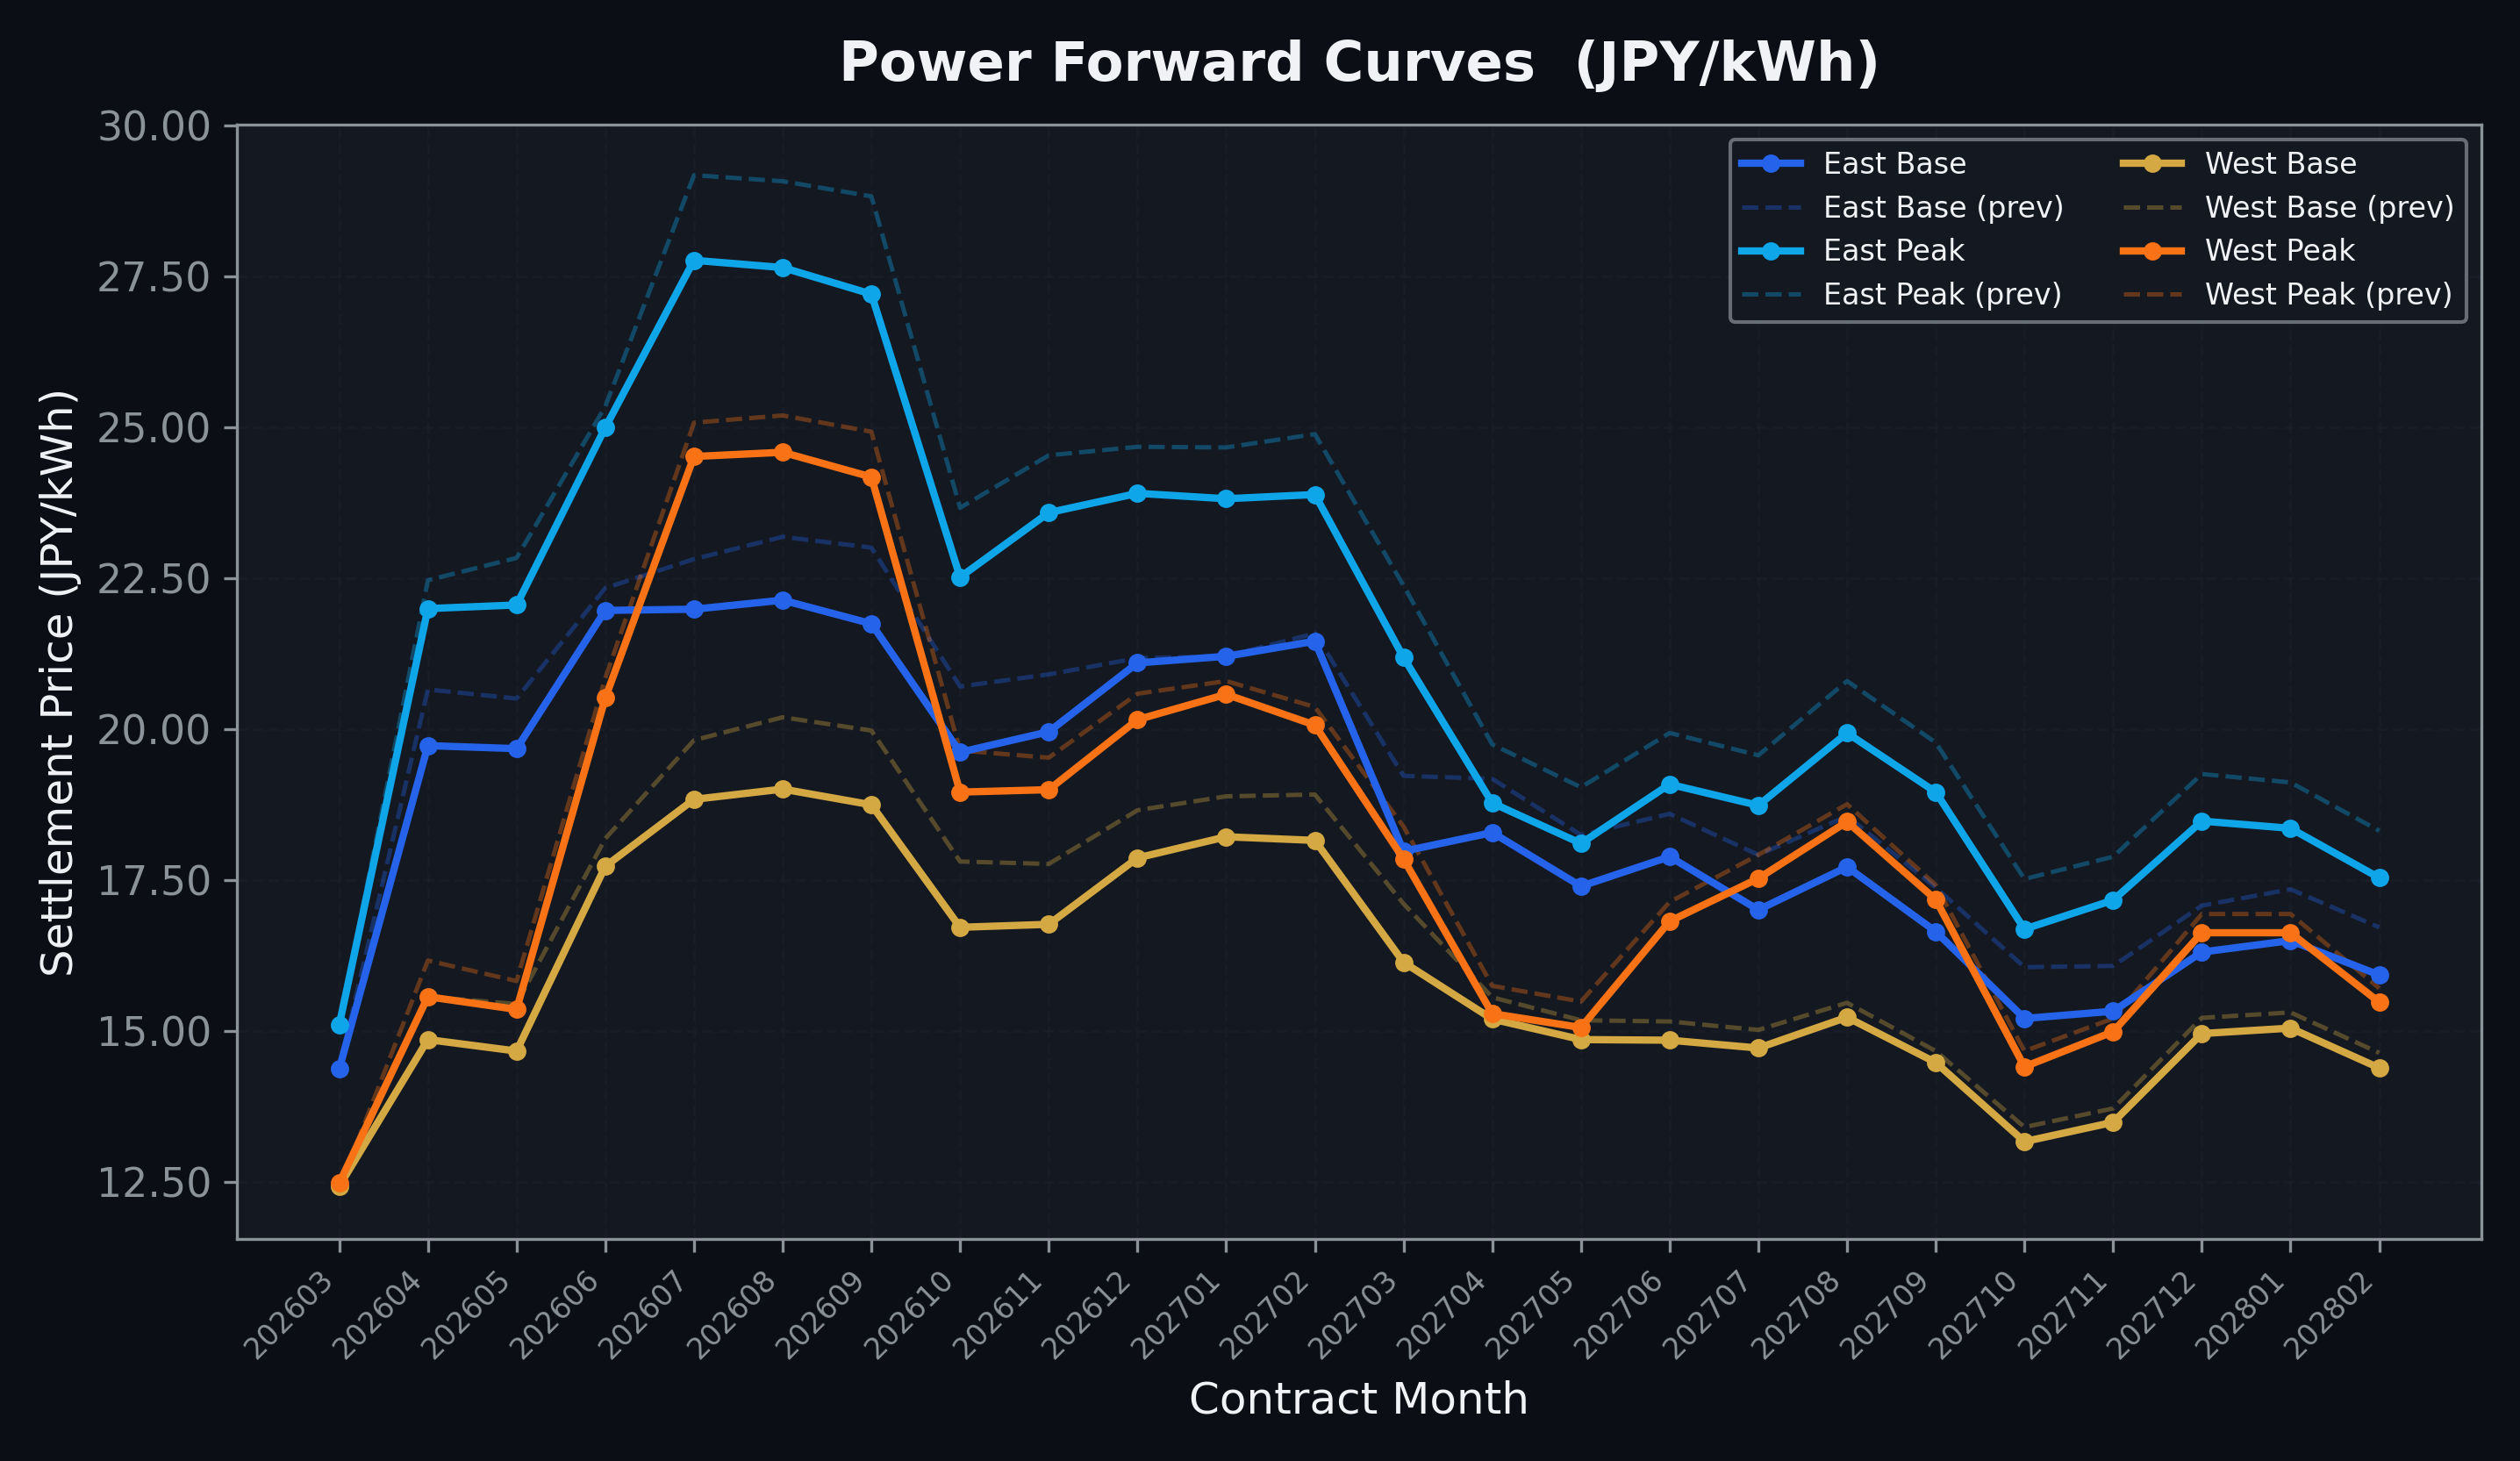 Power Forward Curves  (JPY/kWh)
Settlement Price (JPY/kWh)
30.00
27.50
25.00
22.50
20.00
17.50
15.00
12.50
East Base
East Base (prev)
East Peak
East Peak (prev)
West Base
West Base (prev)
West Peak
West Peak (prev)
202603
202604
202605
202606
202607
202608
202609
202610
202611
202612
202701
202702
202703
202704
202705
202706
202707
202708
202709
202710
202711
202712
202801
202802
Contract Month